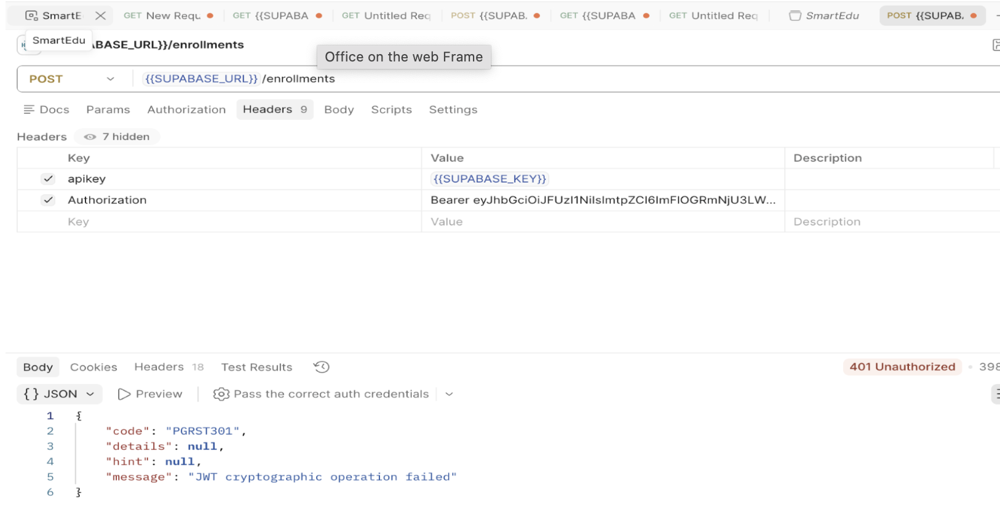 SmartE
GET New Requ
GET {{SUPABA
GET Untitled Req
POST {{SUPAB.
GET {{SUPABA
GET Untitled Req
SmartEdu
POST {{SUPAB.
SmartEdu
ABASE_URL}}/enrollments
Office on the web Frame
POST
{{SUPABASE_URL}} /enrollments
Docs Params Authorization Headers 9 Body Scripts Settings
Headers 7 hidden
Key Value Description
apikey {{SUPABASE_KEY}}
Authorization Bearer eyJhbGciOiJFUzI1NiIsImtpZCI6ImFlOGRmNjU3LW...
Key Value Description
Body Cookies Headers 18 Test Results 401 Unauthorized • 398
{ } JSON Preview Pass the correct auth credentials
1 {
2 "code": "PGRST301",
3 "details": null,
4 "hint": null,
5 "message": "JWT cryptographic operation failed"
6 }